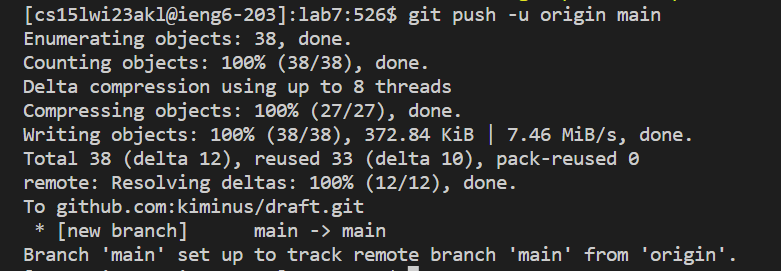 [cs15lwi23akl@ieng6-203]:lab7:526$ git push -u origin main
Enumerating objects: 38, done.
Counting objects: 100% (38/38), done.
Delta compression using up to 8 threads
Compressing objects: 100% (27/27), done.
Writing objects: 100% (38/38), 372.84 KiB | 7.46 MiB/s, done.
Total 38 (delta 12), reused 33 (delta 10), pack-reused 0
remote: Resolving deltas: 100% (12/12), done.
To github.com:kiminus/draft.git
 * [new branch]      main -> main
Branch 'main' set up to track remote branch 'main' from 'origin'.